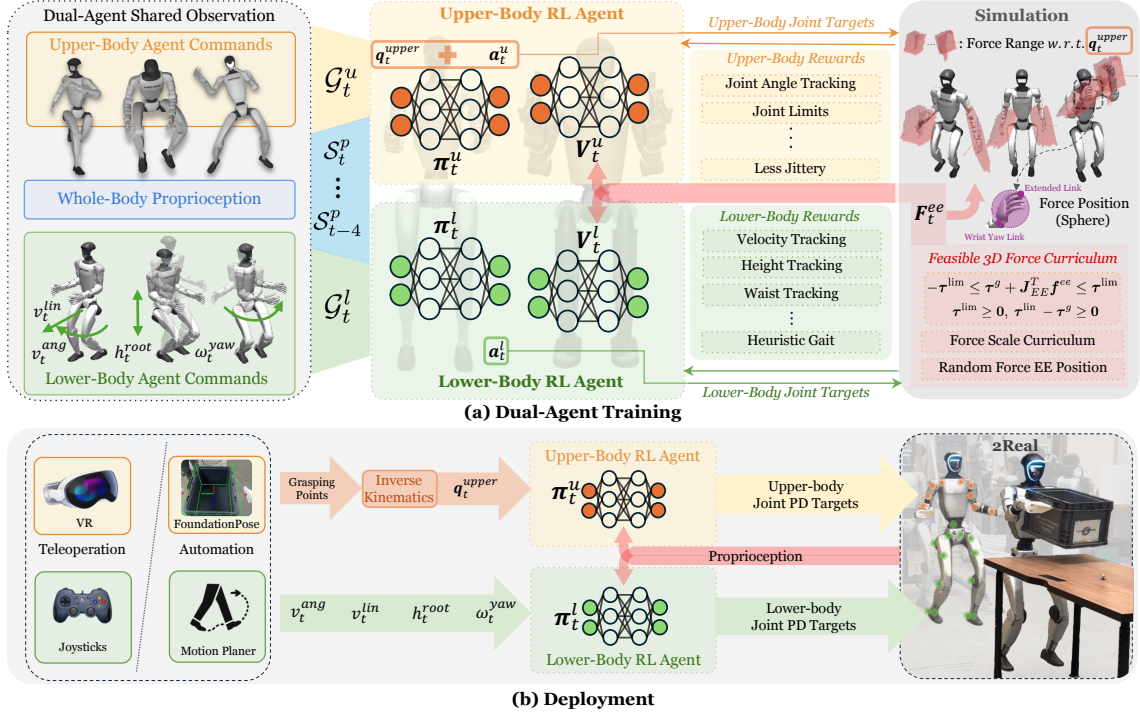 Dual-Agent Shared Observation
Upper-Body Agent Commands
Whole-Body Proprioception
v_t^{lin}
v_t^{ang}
h_t^{root}
ω_t^{yaw}
Lower-Body Agent Commands
𝒢_t^u
𝒮_t^p
⋮
𝒮_{t-4}^p
𝒢_t^l
Upper-Body RL Agent
q_t^{upper} + a_t^u
π_t^u
V_t^u
π_t^l
V_t^l
a_t^l
Lower-Body RL Agent
Upper-Body Joint Targets
Upper-Body Rewards
Joint Angle Tracking
Joint Limits
⋮
Less Jittery
Lower-Body Rewards
Velocity Tracking
Height Tracking
Waist Tracking
⋮
Heuristic Gait
Lower-Body Joint Targets
Simulation
... : Force Range w.r.t. q_t^{upper}
F_t^{ee}
Extended Link
Wrist Yaw Link
Force Position
(Sphere)
Feasible 3D Force Curriculum
−τ^{lim} ≤ τ^g + J_{EE}^T f^{ee} ≤ τ^{lim}
τ^{lim} ≥ 0, τ^{lin} − τ^g ≥ 0
Force Scale Curriculum
Random Force EE Position
(a) Dual-Agent Training
VR
FoundationPose
Teleoperation
Automation
Joysticks
Motion Planer
Grasping
Points
Inverse
Kinematics
q_t^{upper}
v_t^{ang} v_t^{lin} h_t^{root} ω_t^{yaw}
Upper-Body RL Agent
π_t^u
π_t^l
Lower-Body RL Agent
Upper-body
Joint PD Targets
Proprioception
Lower-body
Joint PD Targets
2Real
(b) Deployment